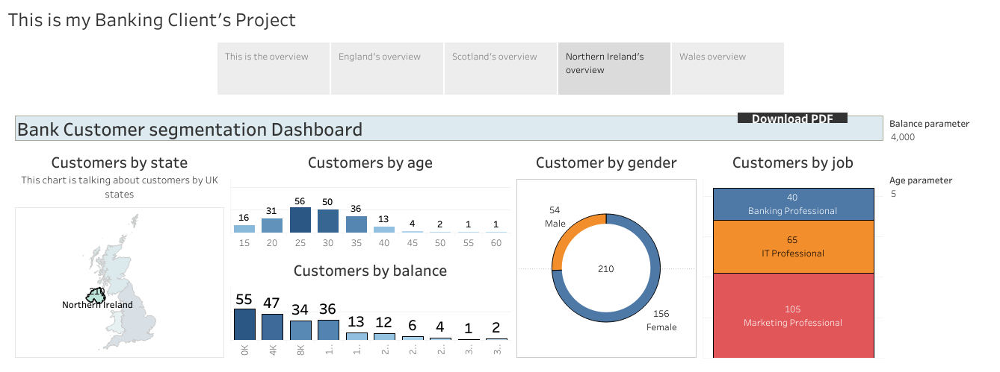 This is my Banking Client's Project
This is the overview
England's overview
Scotland's overview
Northern Ireland's
overview
Wales overview
Download PDF
Bank Customer segmentation Dashboard
Balance parameter
4,000
Age parameter
5
Customers by state
This chart is talking about customers by UK
states
210
Northern Ireland
Customers by age
16 31 56 50 36 13 4 2 1 1
15 20 25 30 35 40 45 50 55 60
Customers by balance
55 47 34 36 13 12 6 4 1 2
0K 4K 8K 1.. 1.. 2.. 2.. 2.. 3.. 3..
Customer by gender
54
Male
210
156
Female
Customers by job
40
Banking Professional
65
IT Professional
105
Marketing Professional